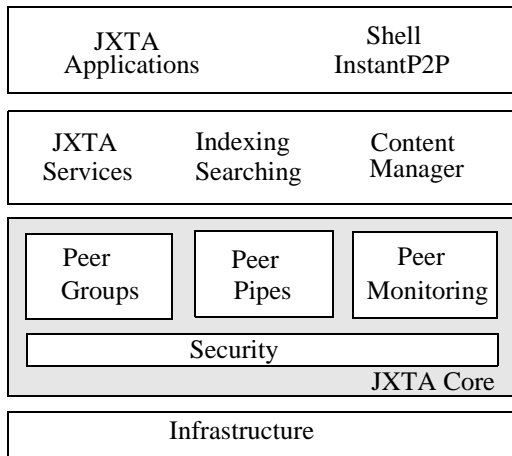 JXTA
Applications
Shell
InstantP2P
JXTA
Services
Indexing
Searching
Content
Manager
Peer
Groups
Peer
Pipes
Peer
Monitoring
Security
JXTA Core
Infrastructure